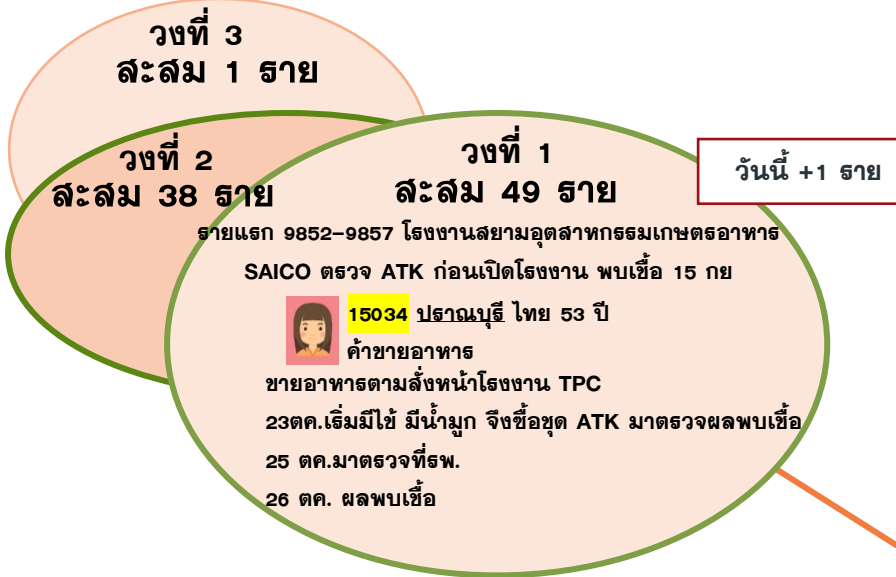 วงที่ 3
สะสม 1 ราย
วงที่ 2
สะสม 38 ราย
วงที่ 1
สะสม 49 ราย
วันนี้ +1 ราย
รายแรก 9852-9857 โรงงานสยามอุตสาหกรรมเกษตรอาหาร
SAICO ตรวจ ATK ก่อนเปิดโรงงาน พบเชื้อ 15 กย
15034 ปราณบุรี ไทย 53 ปี
ค้าขายอาหาร
ขายอาหารตามสั่งหน้าโรงงาน TPC
23ตค.เริ่มมีไข้ มีน้ำมูก จึงซื้อชุด ATK มาตรวจผลพบเชื้อ
25 ตค.มาตรวจที่รพ.
26 ตค. ผลพบเชื้อ